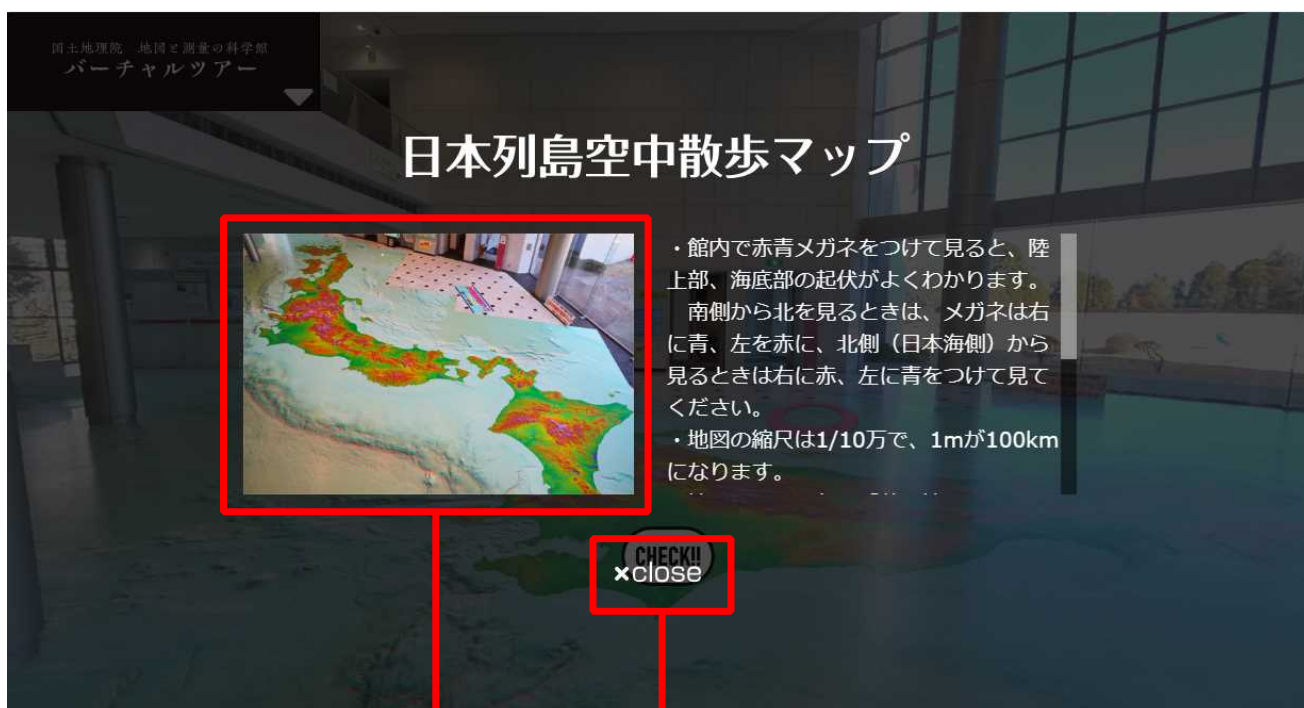 国土地理院 地図と測量の科学館
バーチャルツアー
日本列島空中散歩マップ
・館内で赤青メガネをつけて見ると、陸
上部、海底部の起伏がよくわかります。
　南側から北を見るときは、メガネは右
に青、左を赤に、北側（日本海側）から
見るときは右に赤、左に青をつけて見て
ください。
・地図の縮尺は1/10万で、1mが100km
になります。
CHECK!!
×close